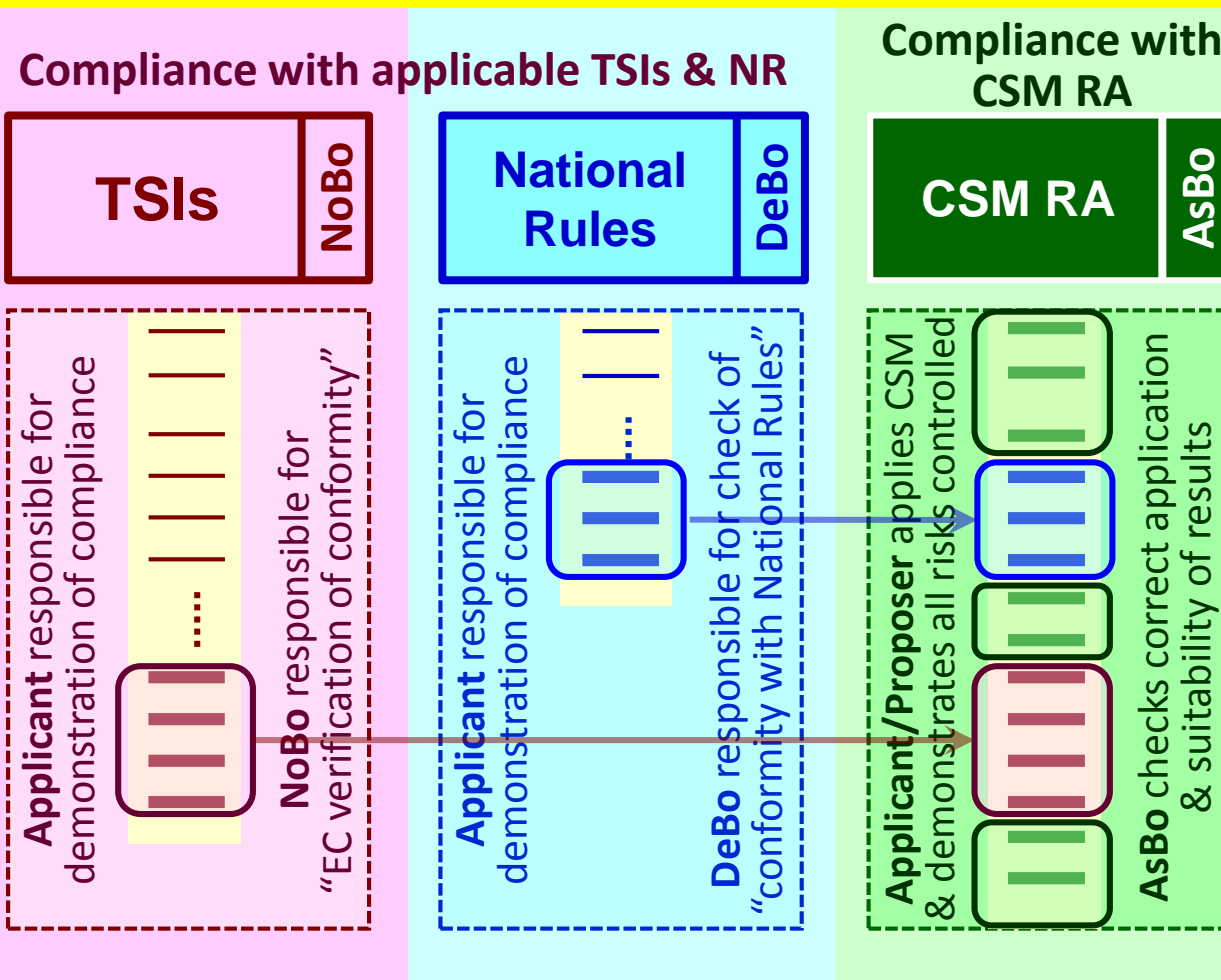 Compliance with applicable TSIs & NR
Compliance with
CSM RA
TSIs
NoBo
National
Rules
DeBo
CSM RA
AsBo
Applicant responsible for
demonstration of compliance
NoBo responsible for
“EC verification of conformity”
Applicant responsible for
demonstration of compliance
DeBo responsible for check of
“conformity with National Rules”
Applicant/Proposer applies CSM
& demonstrates all risks controlled
AsBo checks correct application
& suitability of results